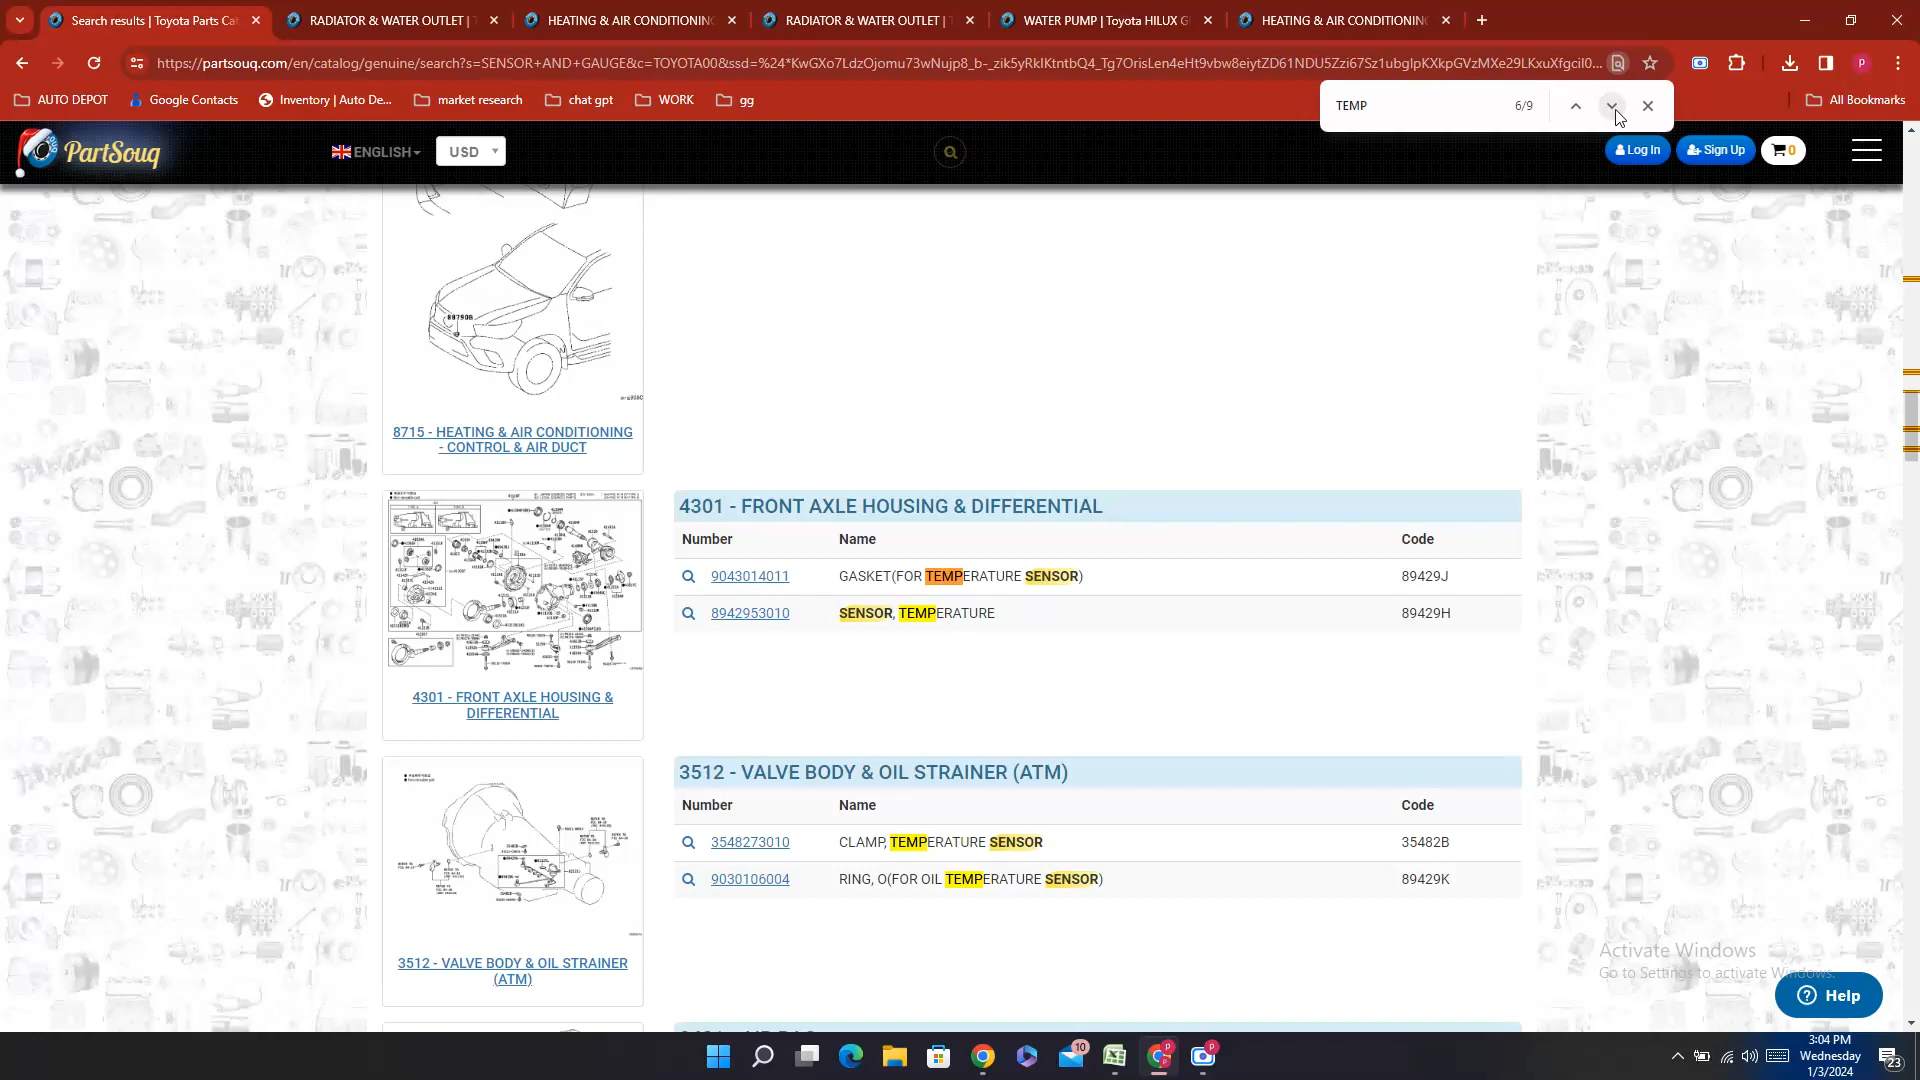 Search results | Toyota Parts Cat
RADIATOR & WATER OUTLET | T
HEATING & AIR CONDITIONING
RADIATOR & WATER OUTLET | T
WATER PUMP | Toyota HILUX G
HEATING & AIR CONDITIONING
https://partsouq.com/en/catalog/genuine/search?s=SENSOR+AND+GAUGE&c=TOYOTA00&ssd=%24*
AUTO DEPOT
Google Contacts
Inventory | Auto De...
market research
chat gpt
WORK
gg
All Bookmarks
TEMP
6/9
PartSouq
ENGLISH
USD
Log In
Sign Up
0
88790B
8715 - HEATING & AIR CONDITIONING
- CONTROL & AIR DUCT
4301 - FRONT AXLE HOUSING & DIFFERENTIAL
Number Name Code
9043014011 GASKET(FOR TEMPERATURE SENSOR) 89429J
8942953010 SENSOR, TEMPERATURE 89429H
4301 - FRONT AXLE HOUSING &
DIFFERENTIAL
3512 - VALVE BODY & OIL STRAINER (ATM)
Number Name Code
3548273010 CLAMP, TEMPERATURE SENSOR 35482B
9030106004 RING, O(FOR OIL TEMPERATURE SENSOR) 89429K
3512 - VALVE BODY & OIL STRAINER
(ATM)
Activate Windows
Go to Settings to activate Windows.
Help
10
3:04 PM
Wednesday
1/3/2024
23